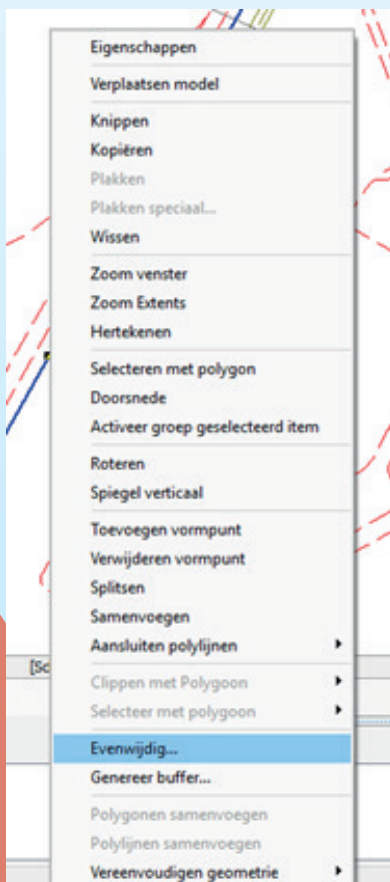 Eigenschappen
Verplaatsen model
Knippen
Kopiëren
Plakken
Plakken speciaal...
Wissen
Zoom venster
Zoom Extents
Hertekenen
Selecteren met polygon
Doorsnede
Activeer groep geselecteerd item
Roteren
Spiegel verticaal
Toevoegen vormpunt
Verwijderen vormpunt
Splitsen
Samenvoegen
Aansluiten polylijnen
[Sc
Clippen met Polygoon
Selecteer met polygoon
Evenwijdig...
Genereer buffer...
Polygonen samenvoegen
Polylijnen samenvoegen
Vereenvoudigen geometrie